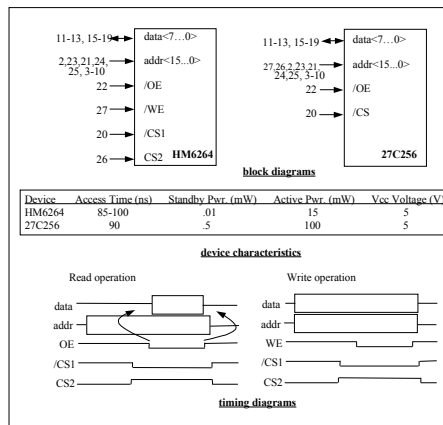 11-13, 15-19 data<7…0>
2,23,21,24, 25, 3-10 addr<15...0>
22 /OE
27 /WE
20 /CS1
26 CS2
HM6264
11-13, 15-19 data<7…0>
27,26,2,23,21, 24,25, 3-10 addr<15...0>
22 /OE
20 /CS
27C256
block diagrams
Device Access Time (ns) Standby Pwr. (mW) Active Pwr. (mW) Vcc Voltage (V)
HM6264 85-100 .01 15 5
27C256 90 .5 100 5
device characteristics
Read operation
data
addr
OE
/CS1
CS2
Write operation
data
addr
WE
/CS1
CS2
timing diagrams